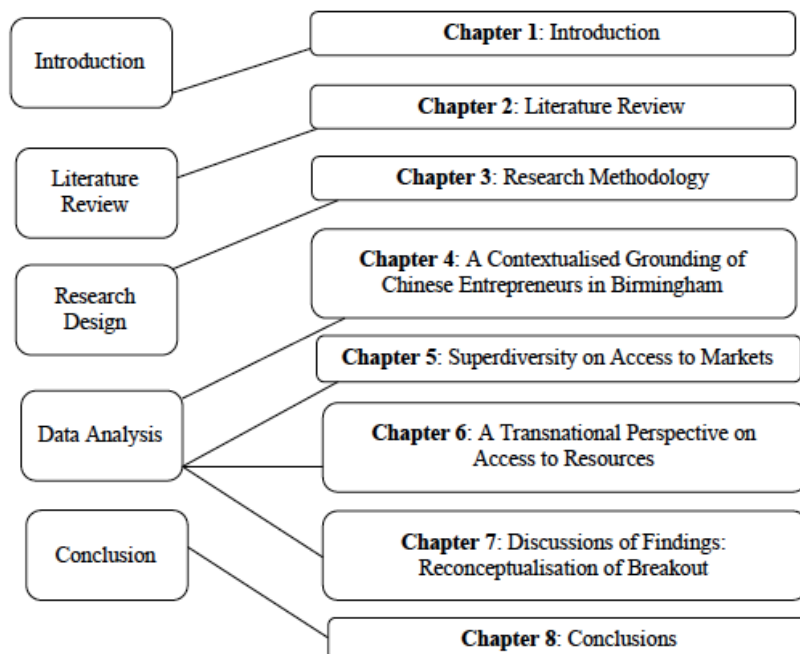 Introduction
Chapter 1: Introduction
Literature
Review
Chapter 2: Literature Review
Research
Design
Chapter 3: Research Methodology
Data Analysis
Chapter 4: A Contextualised Grounding of
Chinese Entrepreneurs in Birmingham
Chapter 5: Superdiversity on Access to Markets
Chapter 6: A Transnational Perspective on
Access to Resources
Chapter 7: Discussions of Findings:
Reconceptualisation of Breakout
Conclusion
Chapter 8: Conclusions